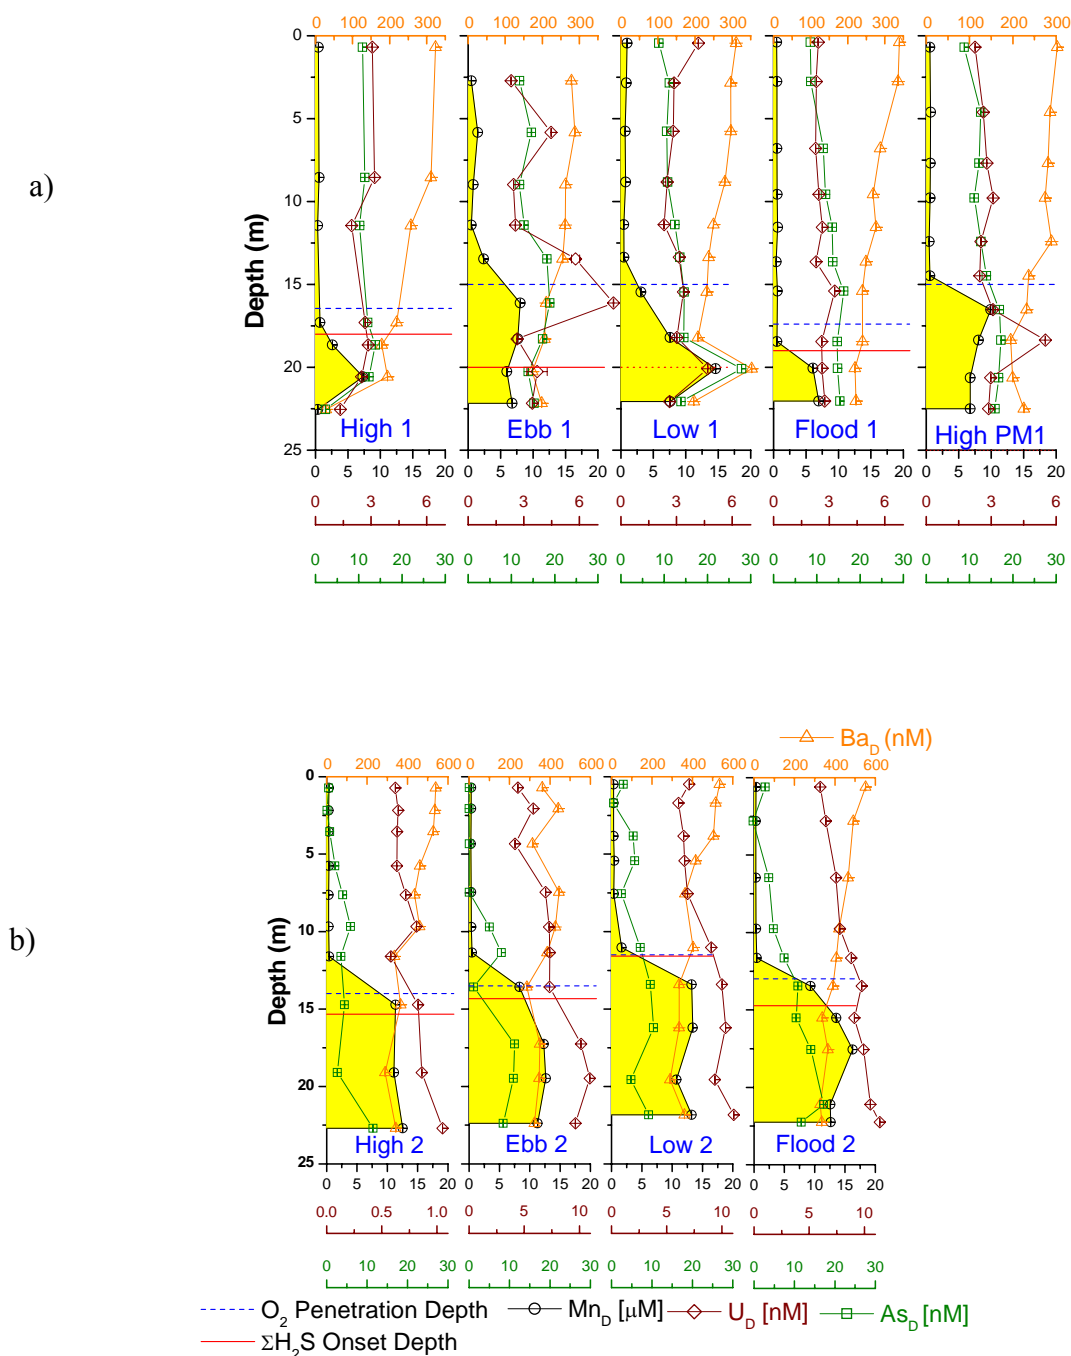 0 100 200 300
0 100 200 300
0 100 200 300
0 100 200 300
0 100 200 300
a)
Depth (m)
0
5
10
15
20
25
High 1
Ebb 1
Low 1
Flood 1
High PM1
0 5 10 15 20
0 5 10 15 20
0 5 10 15 20
0 5 10 15 20
0 5 10 15 20
0 3 6
0 3 6
0 3 6
0 3 6
0 3 6
0 10 20 30
0 10 20 30
0 10 20 30
0 10 20 30
0 10 20 30
Ba_D (nM)
0 200 400 600
0 200 400 600
0 200 400 600
0 200 400 600
b)
Depth (m)
0
5
10
15
20
25
High 2
Ebb 2
Low 2
Flood 2
0 5 10 15 20
0 5 10 15 20
0 5 10 15 20
0 5 10 15 20
0.0 0.5 1.0
0 5 10
0 5 10
0 5 10
0 10 20 30
0 10 20 30
0 10 20 30
0 10 20 30
O₂ Penetration Depth
Mn_D [µM]
U_D [nM]
As_D [nM]
ΣH₂S Onset Depth